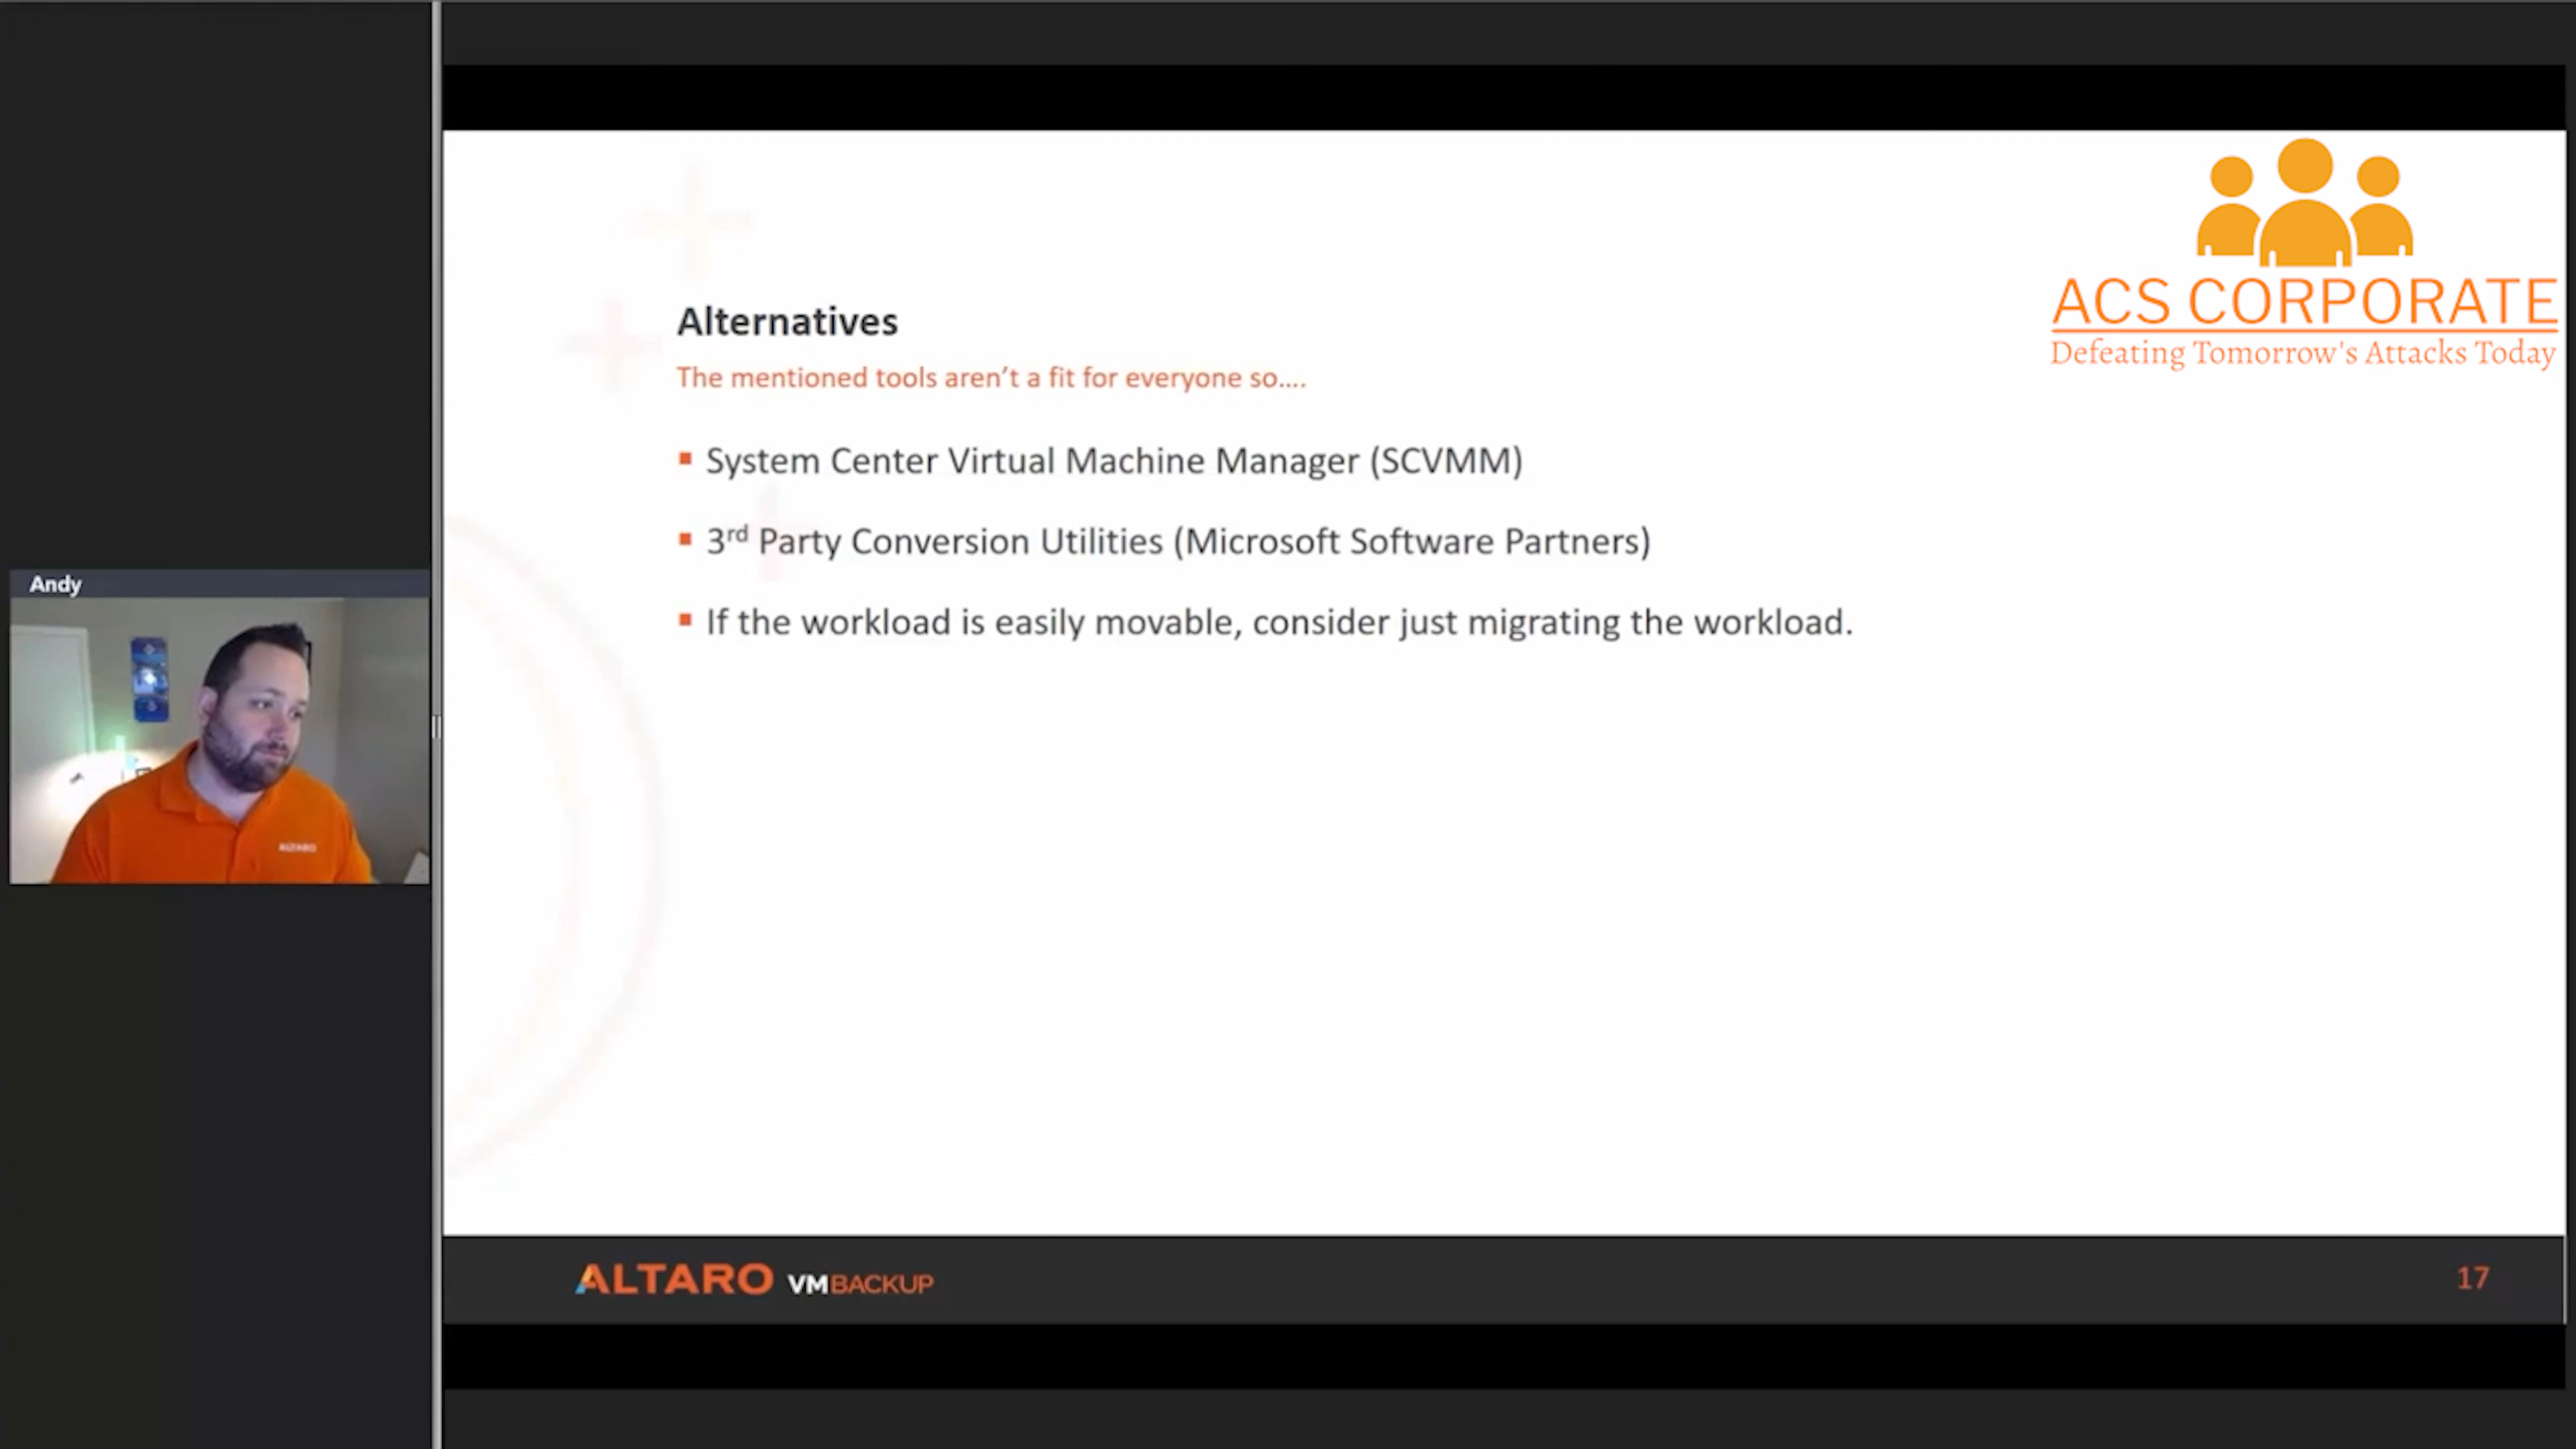 Andy
ALTARO
ACS CORPORATE
Defeating Tomorrow's Attacks Today
Alternatives
The mentioned tools aren't a fit for everyone so....
System Center Virtual Machine Manager (SCVMM)
3rd Party Conversion Utilities (Microsoft Software Partners)
If the workload is easily movable, consider just migrating the workload.
ALTARO VMBACKUP
17